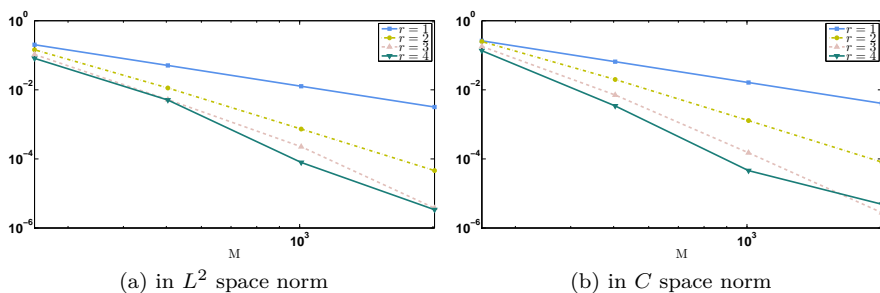 10^0
10^-2
10^-4
10^-6
10^3
M
r = 1
r = 2
r = 3
r = 4
(a) in L^2 space norm
10^0
10^-2
10^-4
10^-6
10^3
M
r = 1
r = 2
r = 3
r = 4
(b) in C space norm